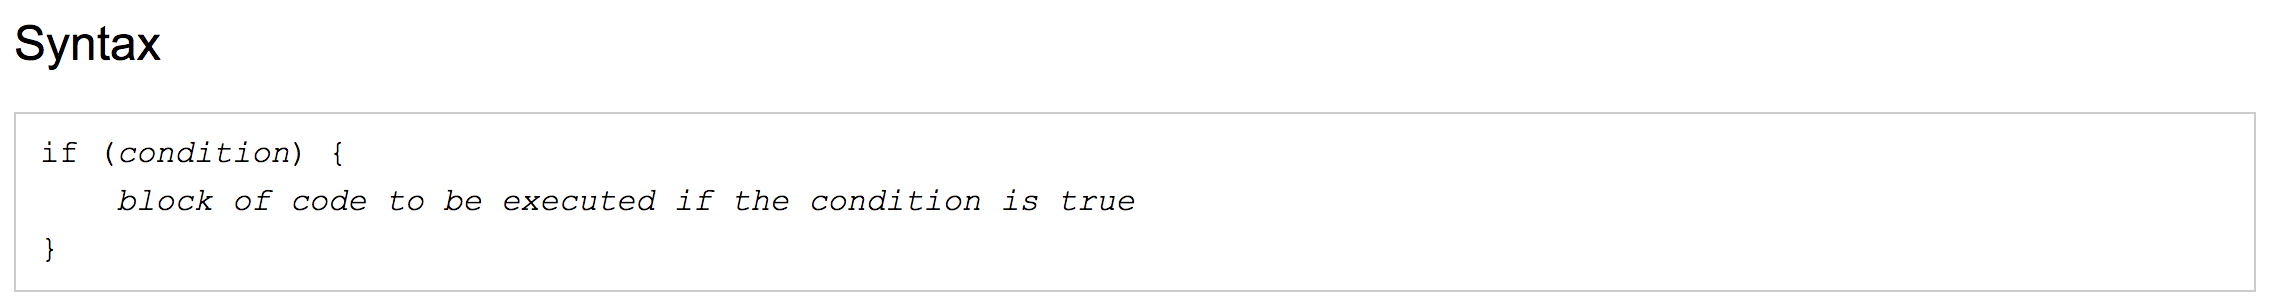 Syntax
if (condition) {
    block of code to be executed if the condition is true
}